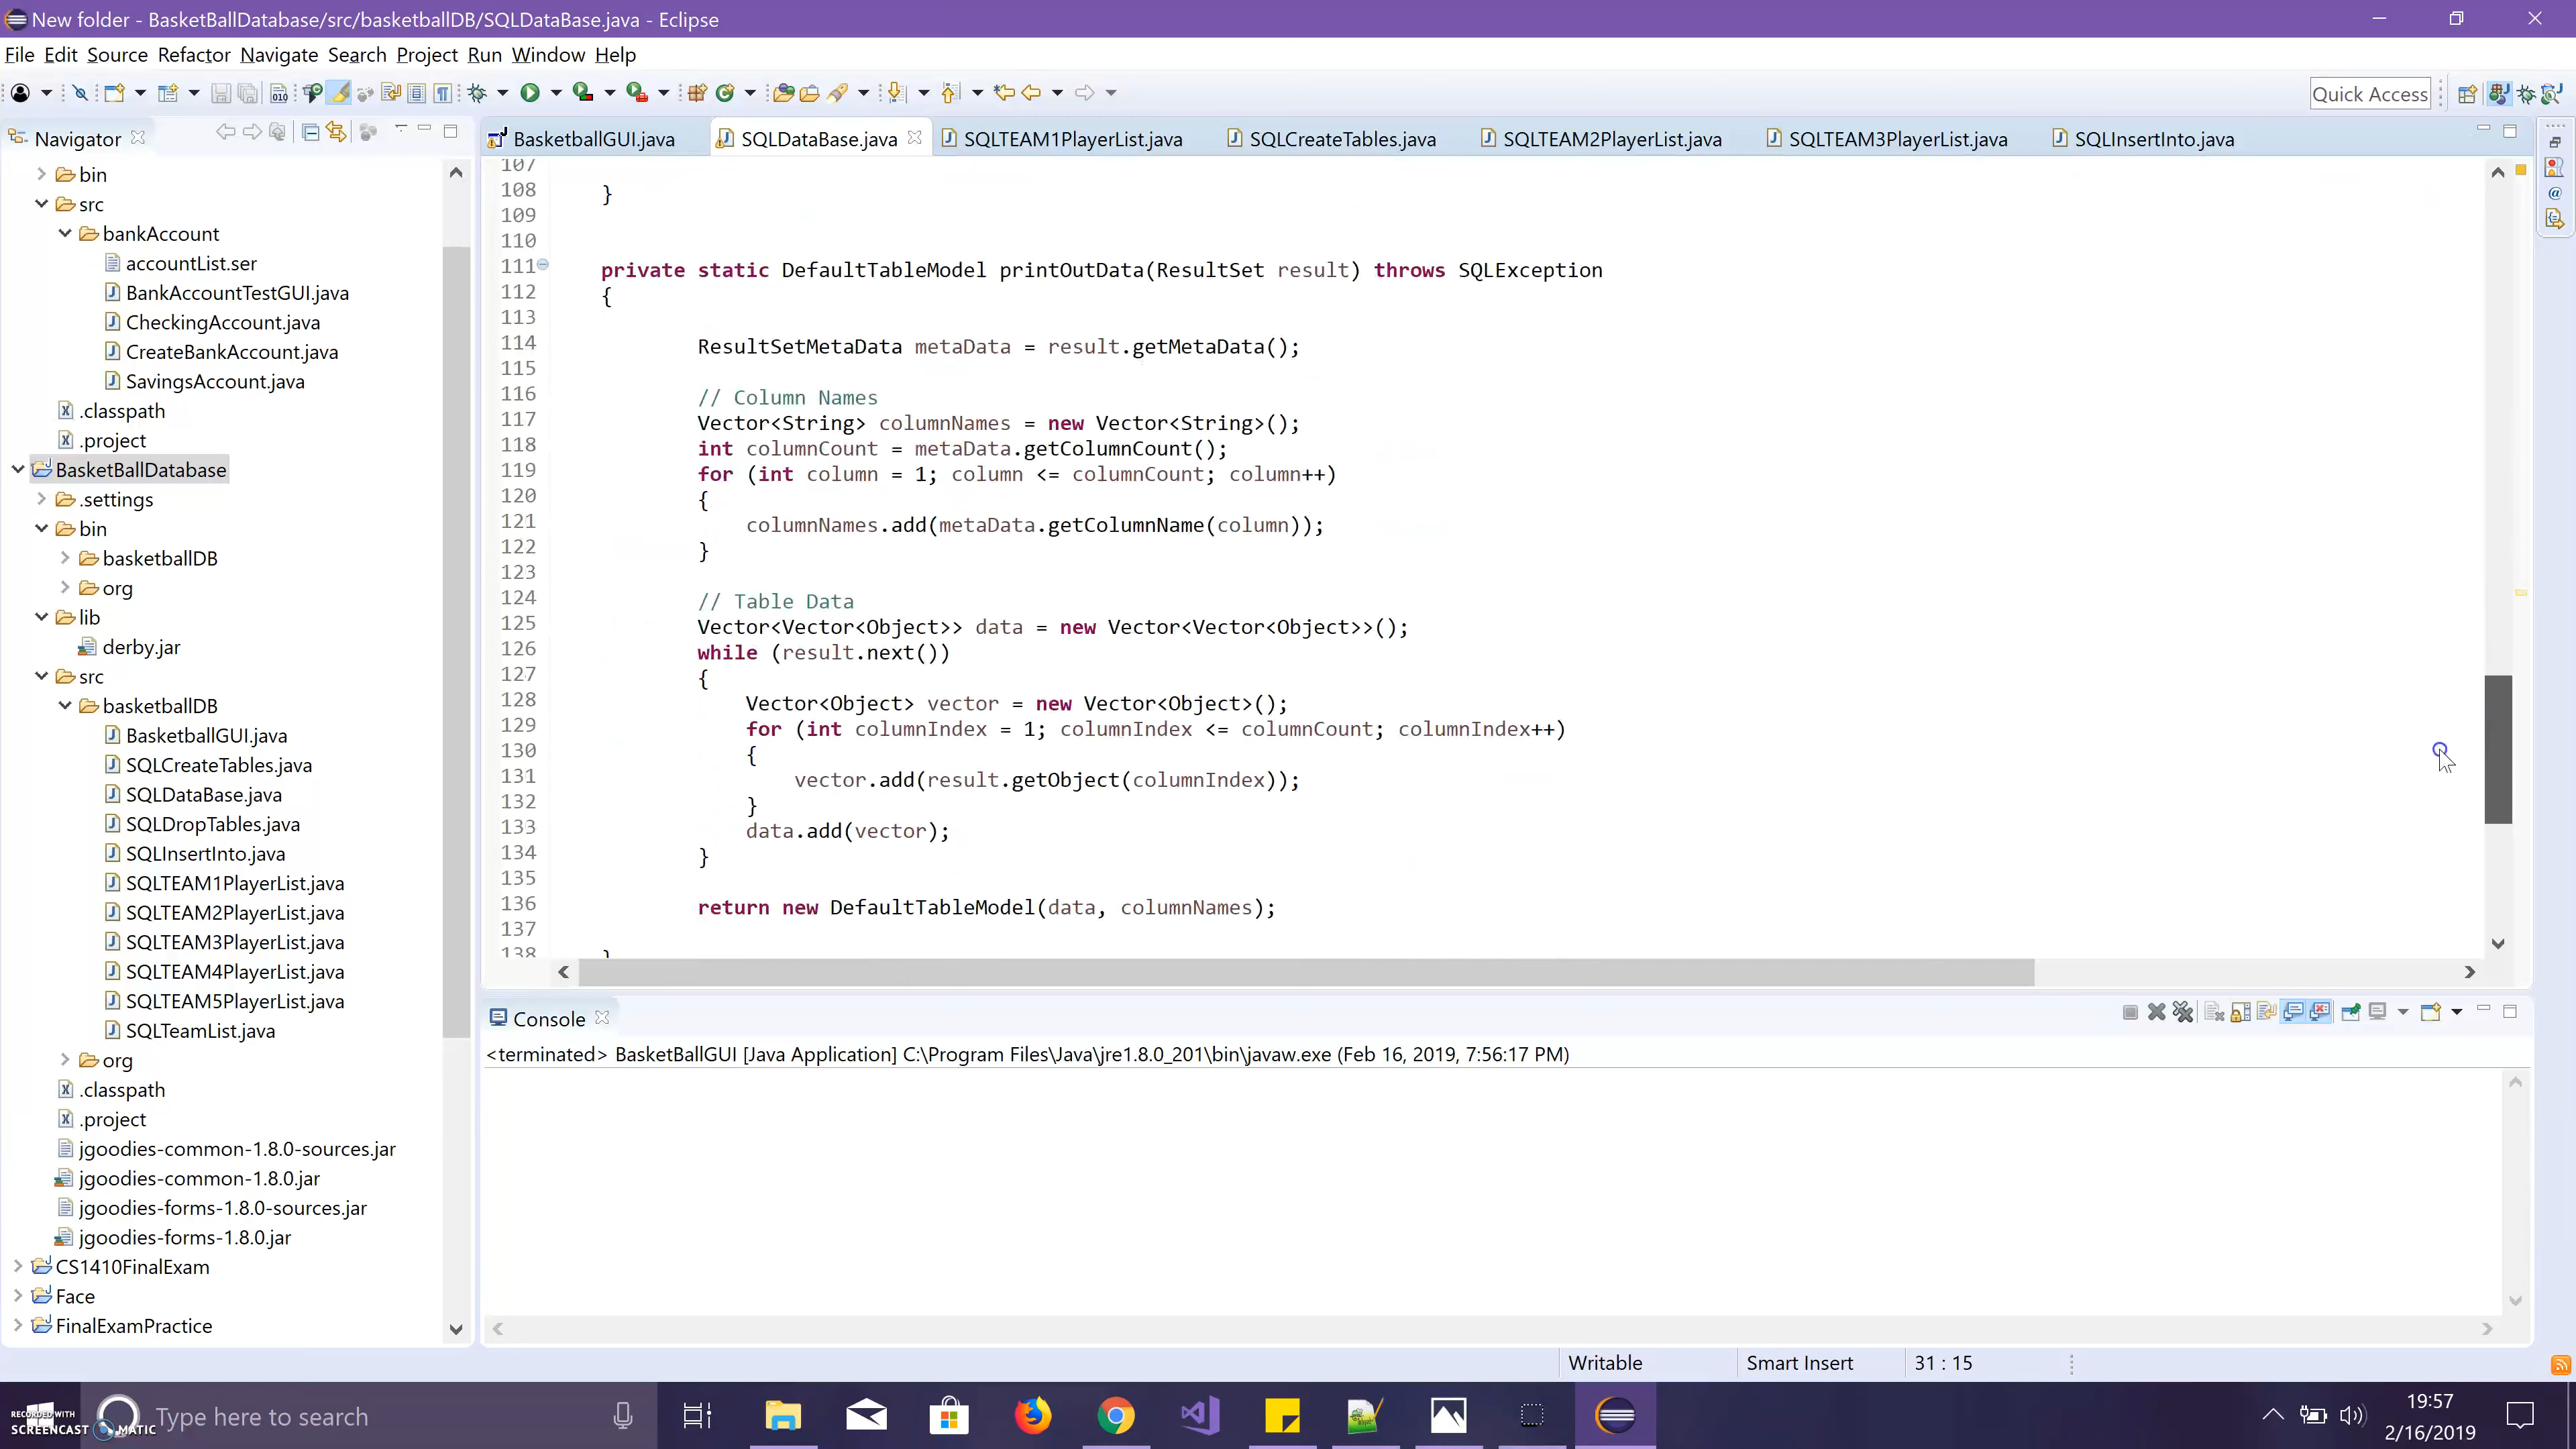 New folder - BasketBallDatabase/src/basketballDB/SQLDataBase.java - Eclipse
File Edit Source Refactor Navigate Search Project Run Window Help
Quick Access
Navigator
bin
src
bankAccount
accountList.ser
BankAccountTestGUI.java
CheckingAccount.java
CreateBankAccount.java
SavingsAccount.java
.classpath
.project
BasketBallDatabase
.settings
bin
basketballDB
org
lib
derby.jar
src
basketballDB
BasketballGUI.java
SQLCreateTables.java
SQLDataBase.java
SQLDropTables.java
SQLInsertInto.java
SQLTEAM1PlayerList.java
SQLTEAM2PlayerList.java
SQLTEAM3PlayerList.java
SQLTEAM4PlayerList.java
SQLTEAM5PlayerList.java
SQLTeamList.java
org
.classpath
.project
jgoodies-common-1.8.0-sources.jar
jgoodies-common-1.8.0.jar
jgoodies-forms-1.8.0-sources.jar
jgoodies-forms-1.8.0.jar
CS1410FinalExam
Face
FinalExamPractice
BasketballGUI.java SQLDataBase.java SQLTEAM1PlayerList.java SQLCreateTables.java SQLTEAM2PlayerList.java SQLTEAM3PlayerList.java SQLInsertInto.java
107
108 }
109
110
111 private static DefaultTableModel printOutData(ResultSet result) throws SQLException
112 {
113
114 ResultSetMetaData metaData = result.getMetaData();
115
116 // Column Names
117 Vector<String> columnNames = new Vector<String>();
118 int columnCount = metaData.getColumnCount();
119 for (int column = 1; column <= columnCount; column++)
120 {
121 columnNames.add(metaData.getColumnName(column));
122 }
123
124 // Table Data
125 Vector<Vector<Object>> data = new Vector<Vector<Object>>();
126 while (result.next())
127 {
128 Vector<Object> vector = new Vector<Object>();
129 for (int columnIndex = 1; columnIndex <= columnCount; columnIndex++)
130 {
131 vector.add(result.getObject(columnIndex));
132 }
133 data.add(vector);
134 }
135
136 return new DefaultTableModel(data, columnNames);
137
138 }
Console
<terminated> BasketBallGUI [Java Application] C:\Program Files\Java\jre1.8.0_201\bin\javaw.exe (Feb 16, 2019, 7:56:17 PM)
Writable Smart Insert 31 : 15
RECORDED WITH
SCREENCAST MATIC
Type here to search
19:57
2/16/2019